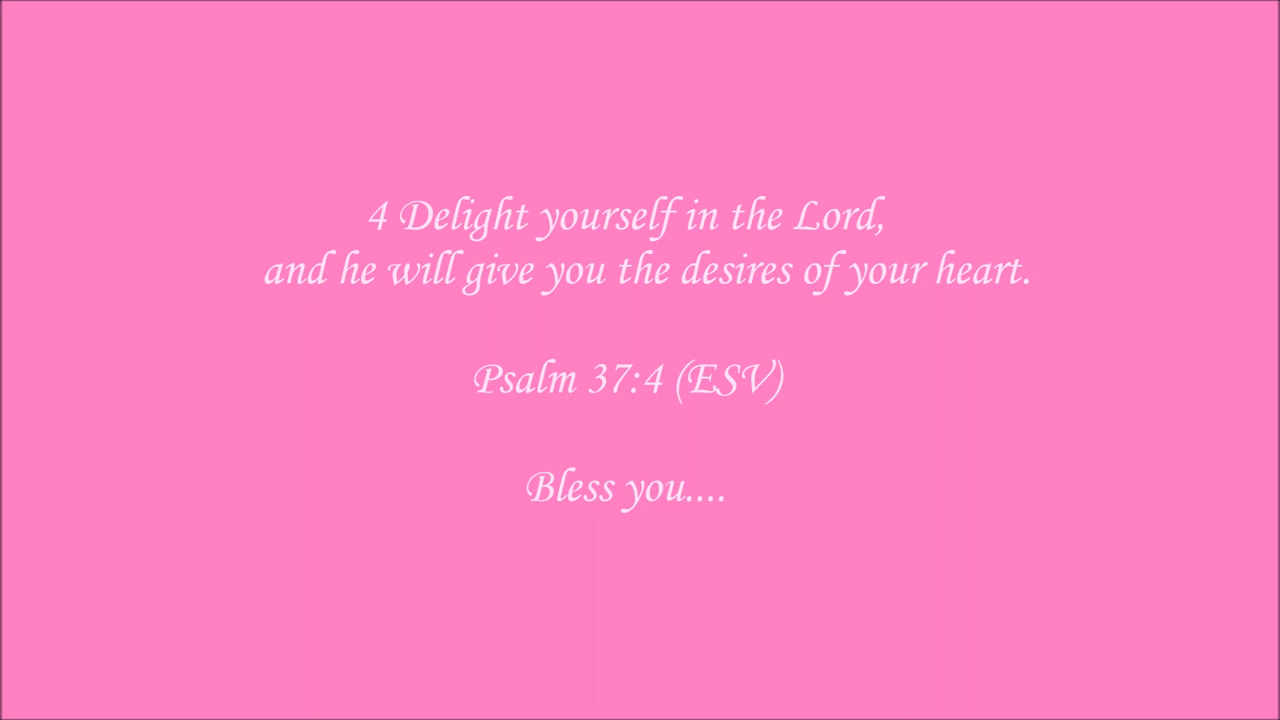 4 Delight yourself in the Lord,
and he will give you the desires of your heart.
Psalm 37:4 (ESV)
Bless you....